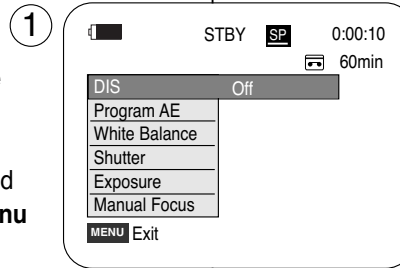 1
STBY SP 0:00:10
60min
DIS Off
Program AE
White Balance
Shutter
d
Exposure
nu
Manual Focus
MENU Exit